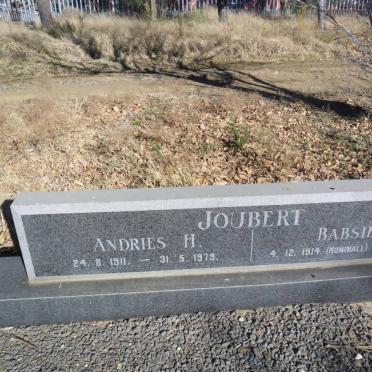 JOUBERT
ANDRIES H.
24. 8. 1911. — 31. 5. 1979.
BABSIE
4. 12. 1914.